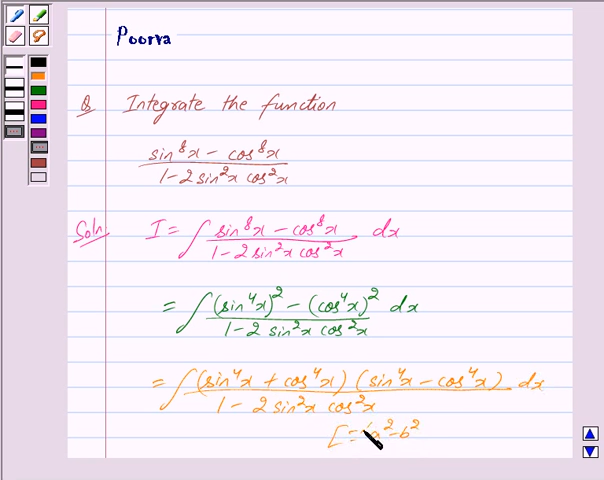 Poorva
Q Integrate the function
sin⁸x − cos⁸x
1 − 2 sin²x cos²x
Soln I = ∫ sin⁸x − cos⁸x dx
1 − 2 sin²x cos²x
= ∫ (sin⁴x)² − (cos⁴x)² dx
1 − 2 sin²x cos²x
= ∫ (sin⁴x + cos⁴x) (sin⁴x − cos⁴x) dx
1 − 2 sin²x cos²x
a² − b²